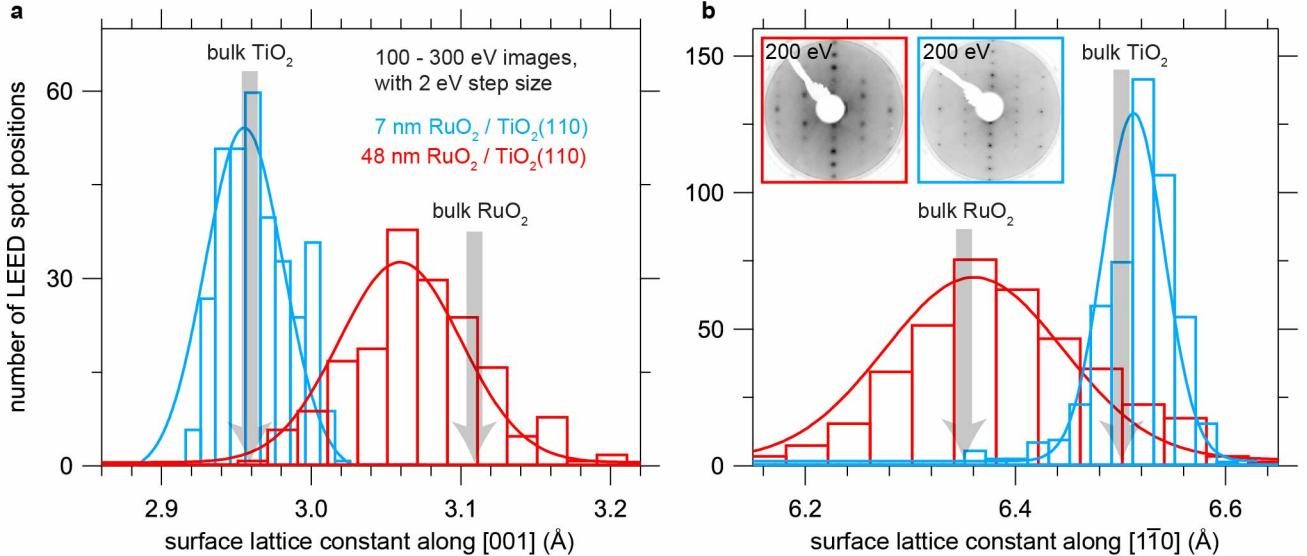 a
bulk TiO₂
100 - 300 eV images,
with 2 eV step size
7 nm RuO₂ / TiO₂(110)
48 nm RuO₂ / TiO₂(110)
bulk RuO₂
number of LEED spot positions
60
30
0
2.9
3.0
3.1
3.2
surface lattice constant along [001] (Å)
b
200 eV
200 eV
bulk TiO₂
bulk RuO₂
150
100
50
0
6.2
6.4
6.6
surface lattice constant along [11̅0] (Å)